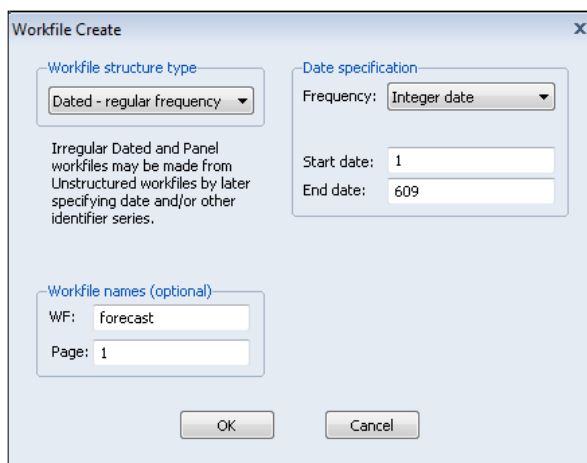 Workfile Create
x
Workfile structure type
Dated - regular frequency
Irregular Dated and Panel
workfiles may be made from
Unstructured workfiles by later
specifying date and/or other
identifier series.
Date specification
Frequency: Integer date
Start date: 1
End date: 609
Workfile names (optional)
WF: forecast
Page: 1
OK
Cancel